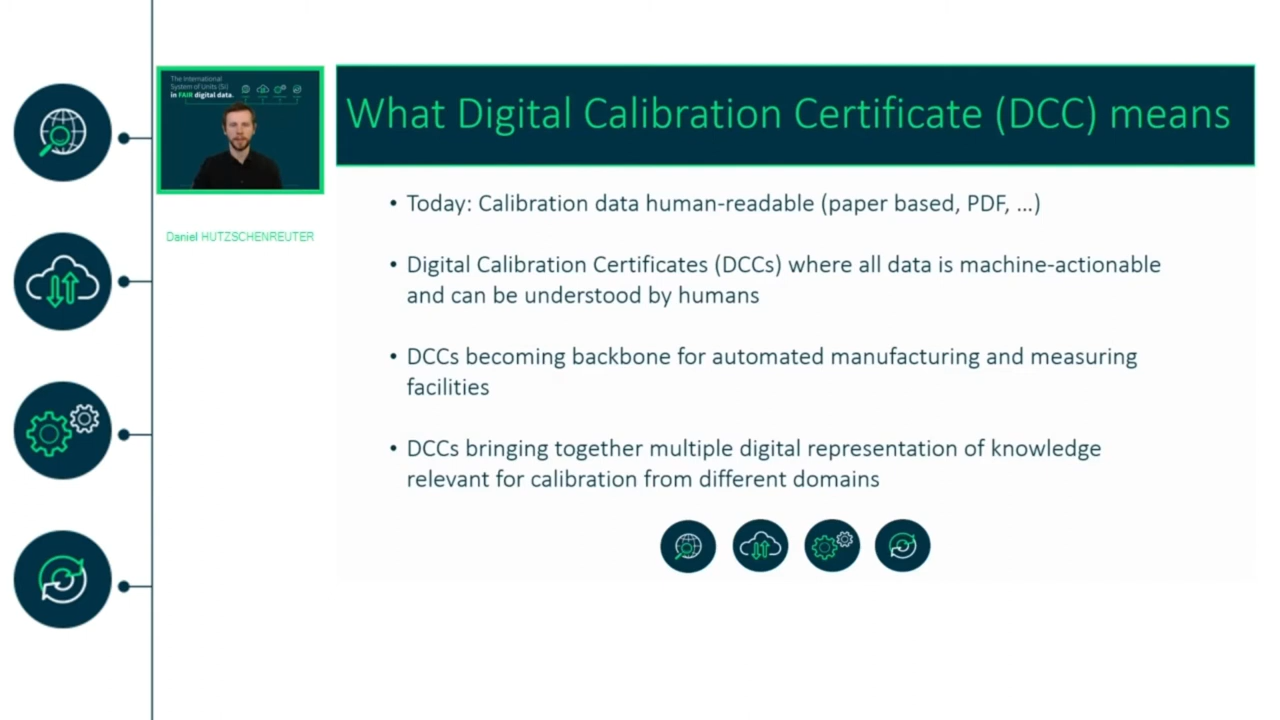 The International
System of Units (SI)
in FAIR digital data.
Daniel HUTZSCHENREUTER
What Digital Calibration Certificate (DCC) means
• Today: Calibration data human-readable (paper based, PDF, ...)
• Digital Calibration Certificates (DCCs) where all data is machine-actionable
and can be understood by humans
• DCCs becoming backbone for automated manufacturing and measuring
facilities
• DCCs bringing together multiple digital representation of knowledge
relevant for calibration from different domains